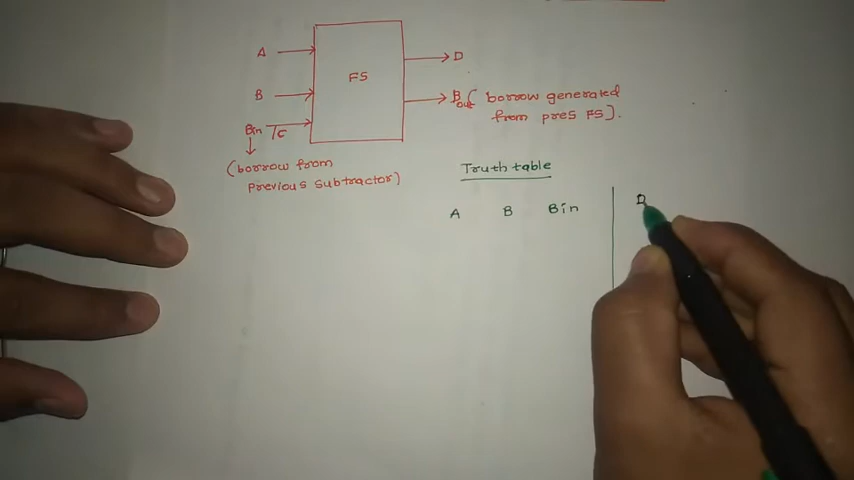 A
D
FS
B
Bout ( borrow generated
from pres FS ).
Bin / C
(borrow from
Previous subtractor)
Truth table
A B Bin D